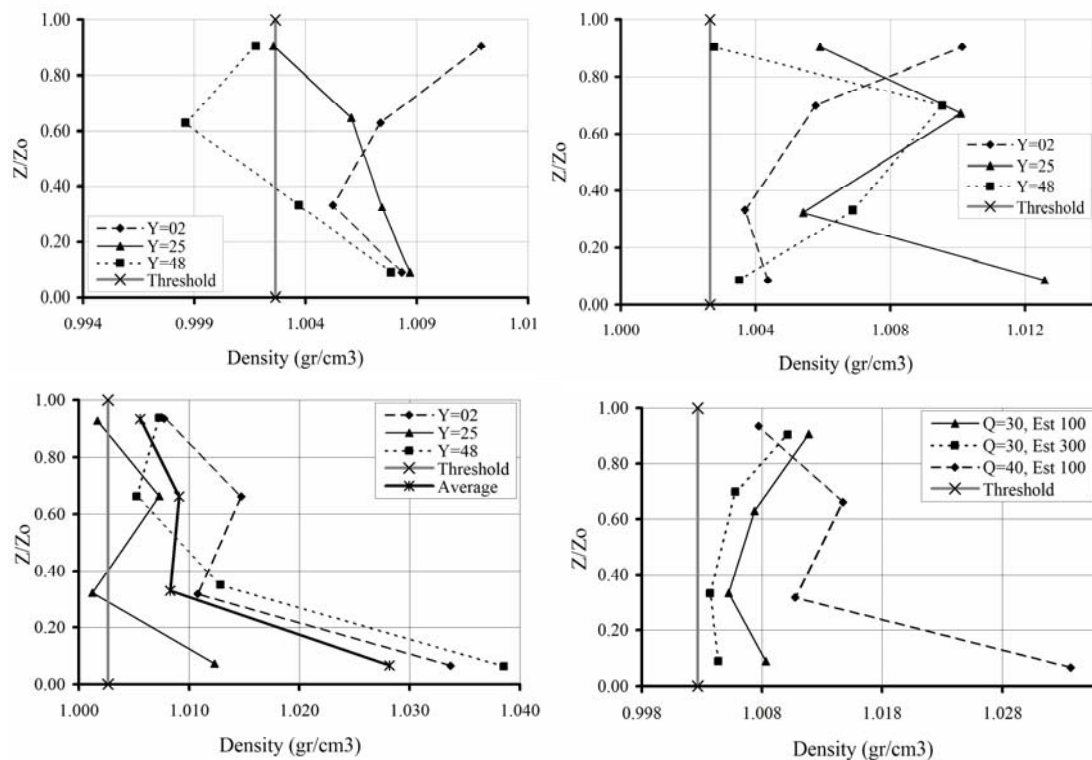 1.00
0.80
0.60
0.40
0.20
0.00
Z/Zo
Y=02
Y=25
Y=48
Threshold
0.994 0.999 1.004 1.009 1.01
Density (gr/cm3)
1.00
0.80
0.60
0.40
0.20
0.00
Z/Zo
Y=02
Y=25
Y=48
Threshold
1.000 1.004 1.008 1.012
Density (gr/cm3)
1.00
0.80
0.60
0.40
0.20
0.00
Z/Zo
Y=02
Y=25
Y=48
Threshold
Average
1.000 1.010 1.020 1.030 1.040
Density (gr/cm3)
1.00
0.80
0.60
0.40
0.20
0.00
Z/Zo
Q=30, Est 100
Q=30, Est 300
Q=40, Est 100
Threshold
0.998 1.008 1.018 1.028
Density (gr/cm3)